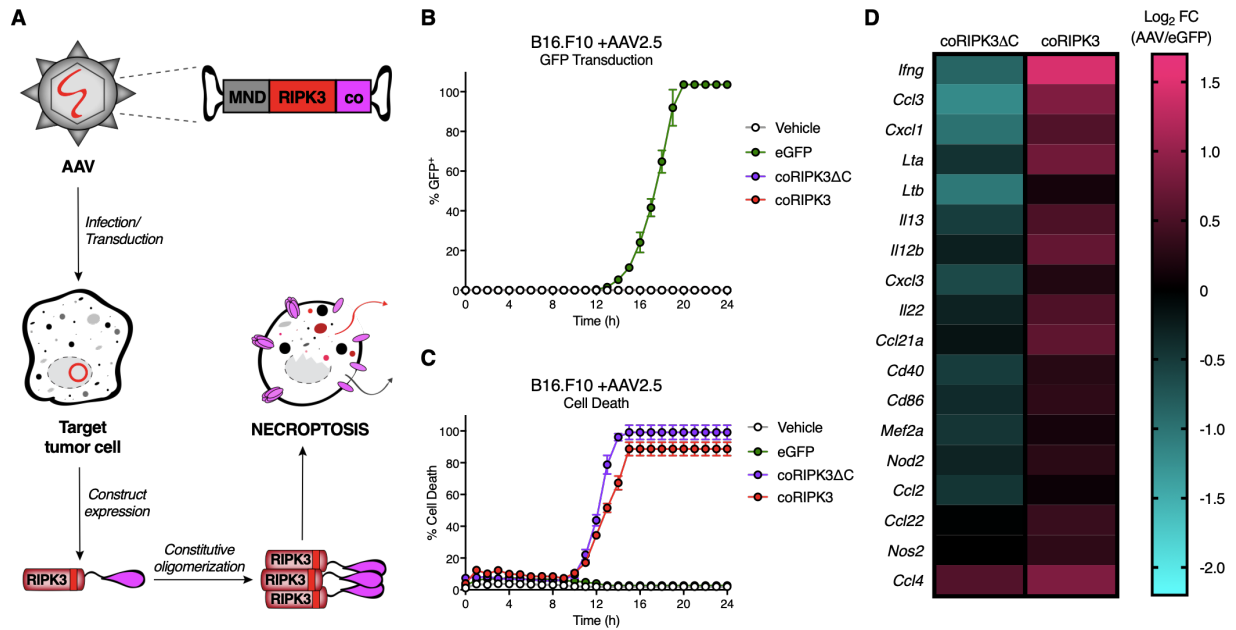 A
MND RIPK3 co
AAV
Infection/
Transduction
Target
tumor cell
NECROPTOSIS
Construct
expression
Constitutive
oligomerization
RIPK3
RIPK3
RIPK3
RIPK3
B
B16.F10 +AAV2.5
GFP Transduction
% GFP⁺
100
80
60
40
20
0
0 4 8 12 16 20 24
Time (h)
Vehicle
eGFP
coRIPK3ΔC
coRIPK3
C
B16.F10 +AAV2.5
Cell Death
% Cell Death
100
80
60
40
20
0
0 4 8 12 16 20 24
Time (h)
Vehicle
eGFP
coRIPK3ΔC
coRIPK3
D
coRIPK3ΔC coRIPK3
Log₂ FC
(AAV/eGFP)
Ifng
Ccl3
Cxcl1
Lta
Ltb
Il13
Il12b
Cxcl3
Il22
Ccl21a
Cd40
Cd86
Mef2a
Nod2
Ccl2
Ccl22
Nos2
Ccl4
1.5
1.0
0.5
0
-0.5
-1.0
-1.5
-2.0